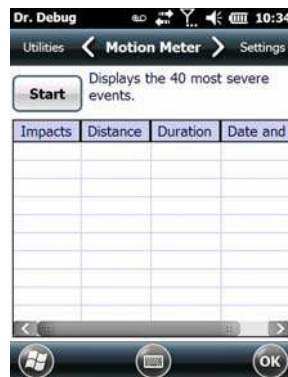 Dr. Debug 10:34
Utilities Motion Meter Settings
Start
Displays the 40 most severe
events.
Impacts Distance Duration Date and
OK